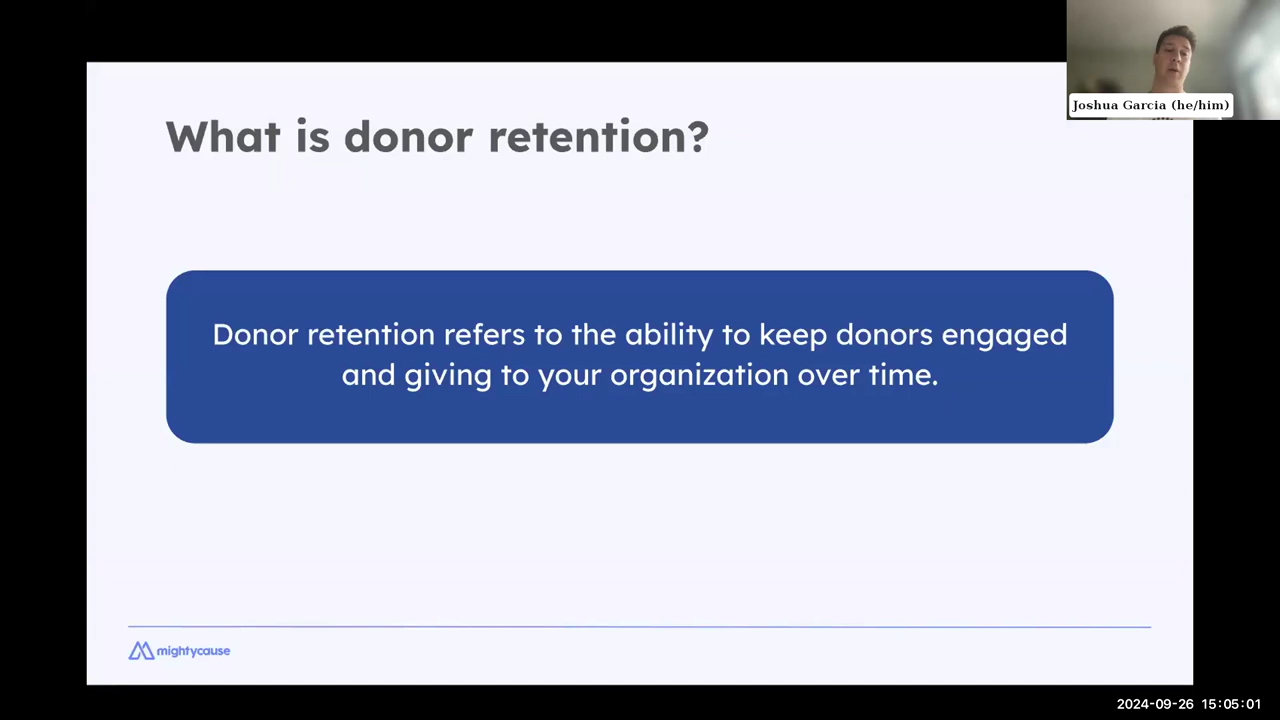 Joshua Garcia (he/him)
What is donor retention?
Donor retention refers to the ability to keep donors engaged
and giving to your organization over time.
mightycause
2024-09-26 15:05:01